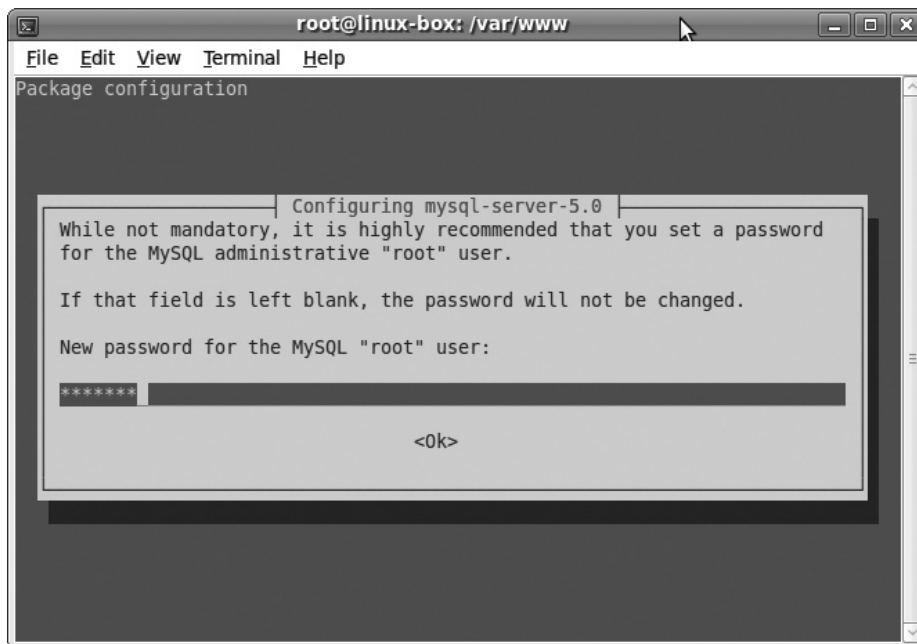 root@linux-box: /var/www
File Edit View Terminal Help
Package configuration
Configuring mysql-server-5.0
While not mandatory, it is highly recommended that you set a password
for the MySQL administrative "root" user.
If that field is left blank, the password will not be changed.
New password for the MySQL "root" user:
*******
<Ok>